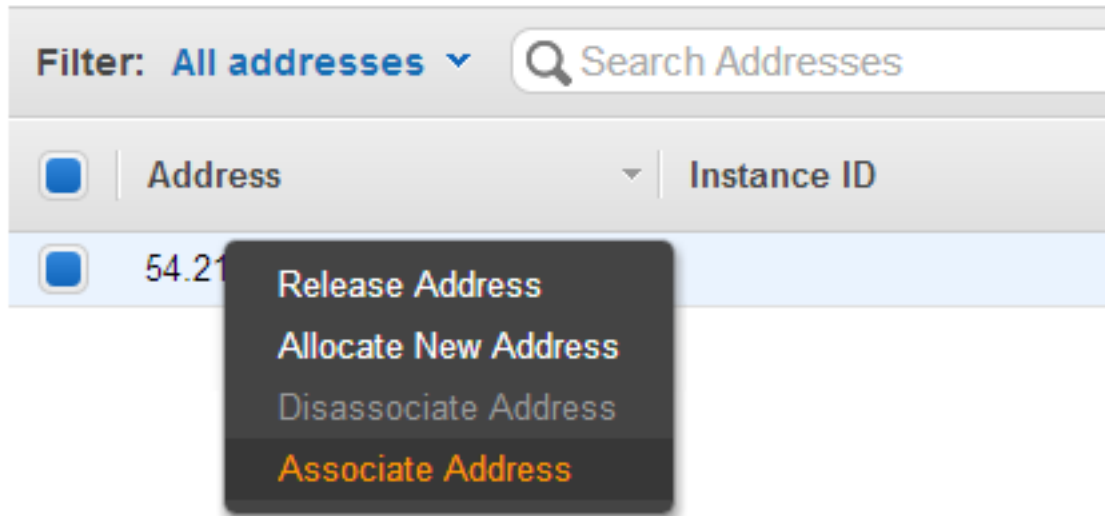 Filter: All addresses Search Addresses
Address Instance ID
54.21
Release Address
Allocate New Address
Disassociate Address
Associate Address